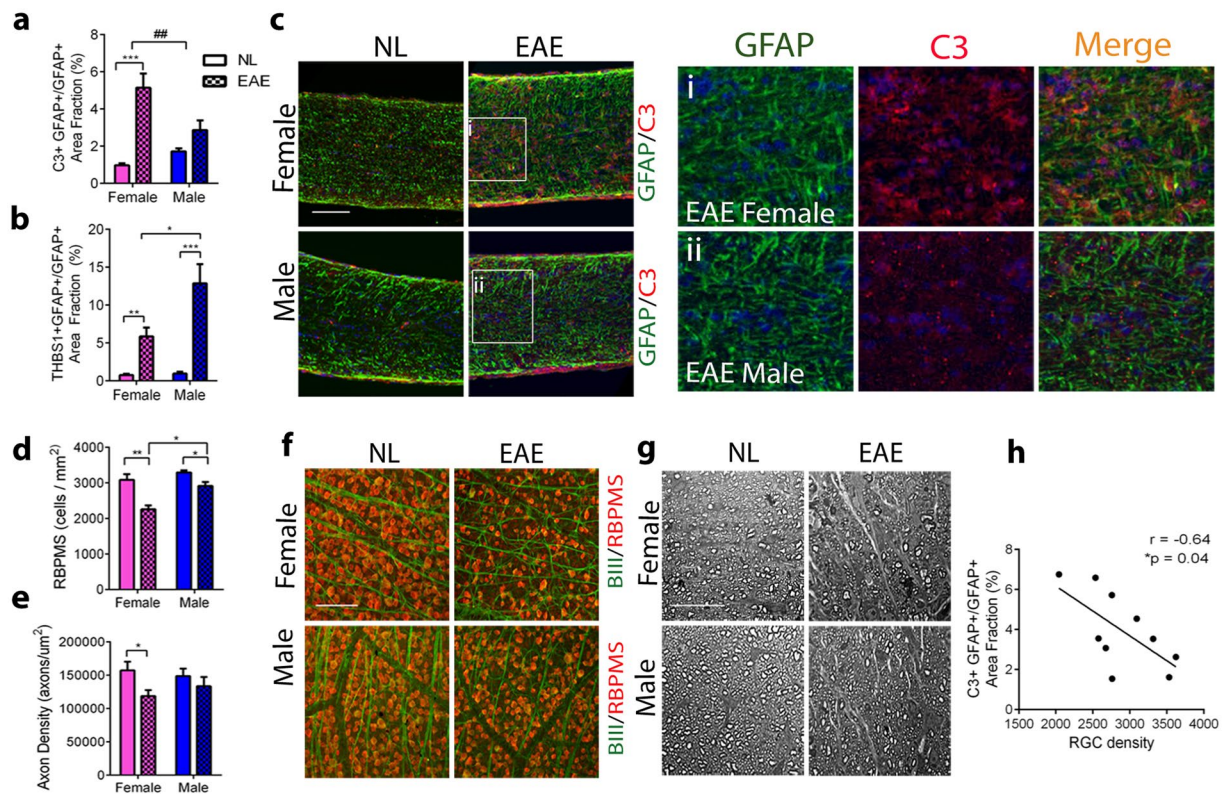 a
C3+ GFAP+/GFAP+
Area Fraction (%)
8
6
4
2
0
***
##
NL
EAE
Female Male
b
THBS1+GFAP+/GFAP+
Area Fraction (%)
20
15
10
5
0
**
*
***
Female Male
c
NL EAE
Female
Male
i
ii
GFAP/C3
GFAP/C3
GFAP C3 Merge
i
EAE Female
ii
EAE Male
d
RBPMS (cells / mm²)
4000
3000
2000
1000
0
**
*
*
Female Male
e
Axon Density (axons/um²)
200000
150000
100000
50000
0
*
Female Male
f
NL EAE
Female
Male
BIII/RBPMS
BIII/RBPMS
g
NL EAE
Female
Male
h
r = -0.64
*p = 0.04
C3+ GFAP+/GFAP+
Area Fraction (%)
8
6
4
2
0
1500 2000 2500 3000 3500 4000
RGC density